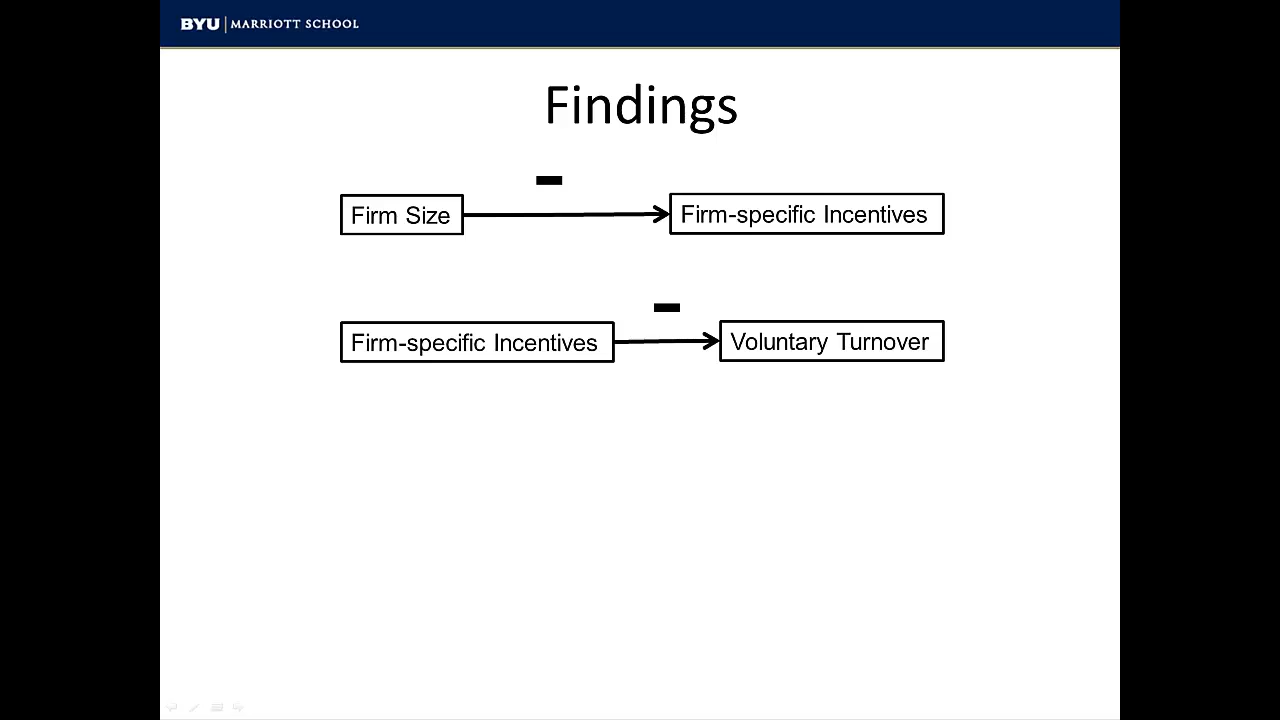 BYU | MARRIOTT SCHOOL
Findings
-
Firm Size
Firm-specific Incentives
-
Firm-specific Incentives
Voluntary Turnover